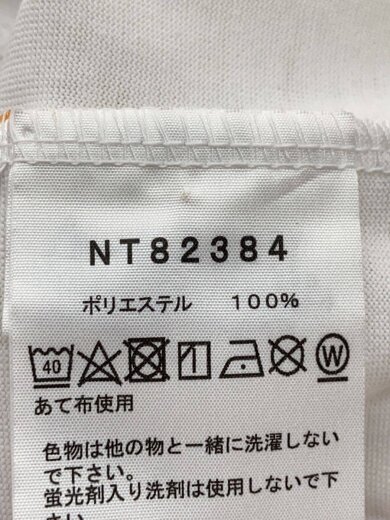 NT82384
ポリエステル 100%
40 W
あて布使用
色物は他の物と一緒に洗濯しない
で下さい。
蛍光剤入り洗剤は使用しないで下
さい。